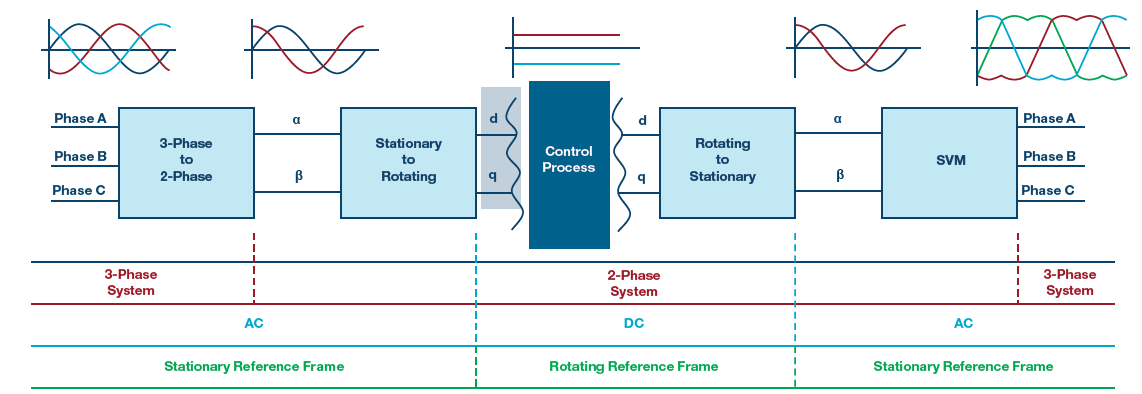 Phase A
Phase B
Phase C
3-Phase
to
2-Phase
α
β
Stationary
to
Rotating
d
q
Control
Process
d
q
Rotating
to
Stationary
α
β
SVM
Phase A
Phase B
Phase C
3-Phase
System
2-Phase
System
3-Phase
System
AC
DC
AC
Stationary Reference Frame
Rotating Reference Frame
Stationary Reference Frame